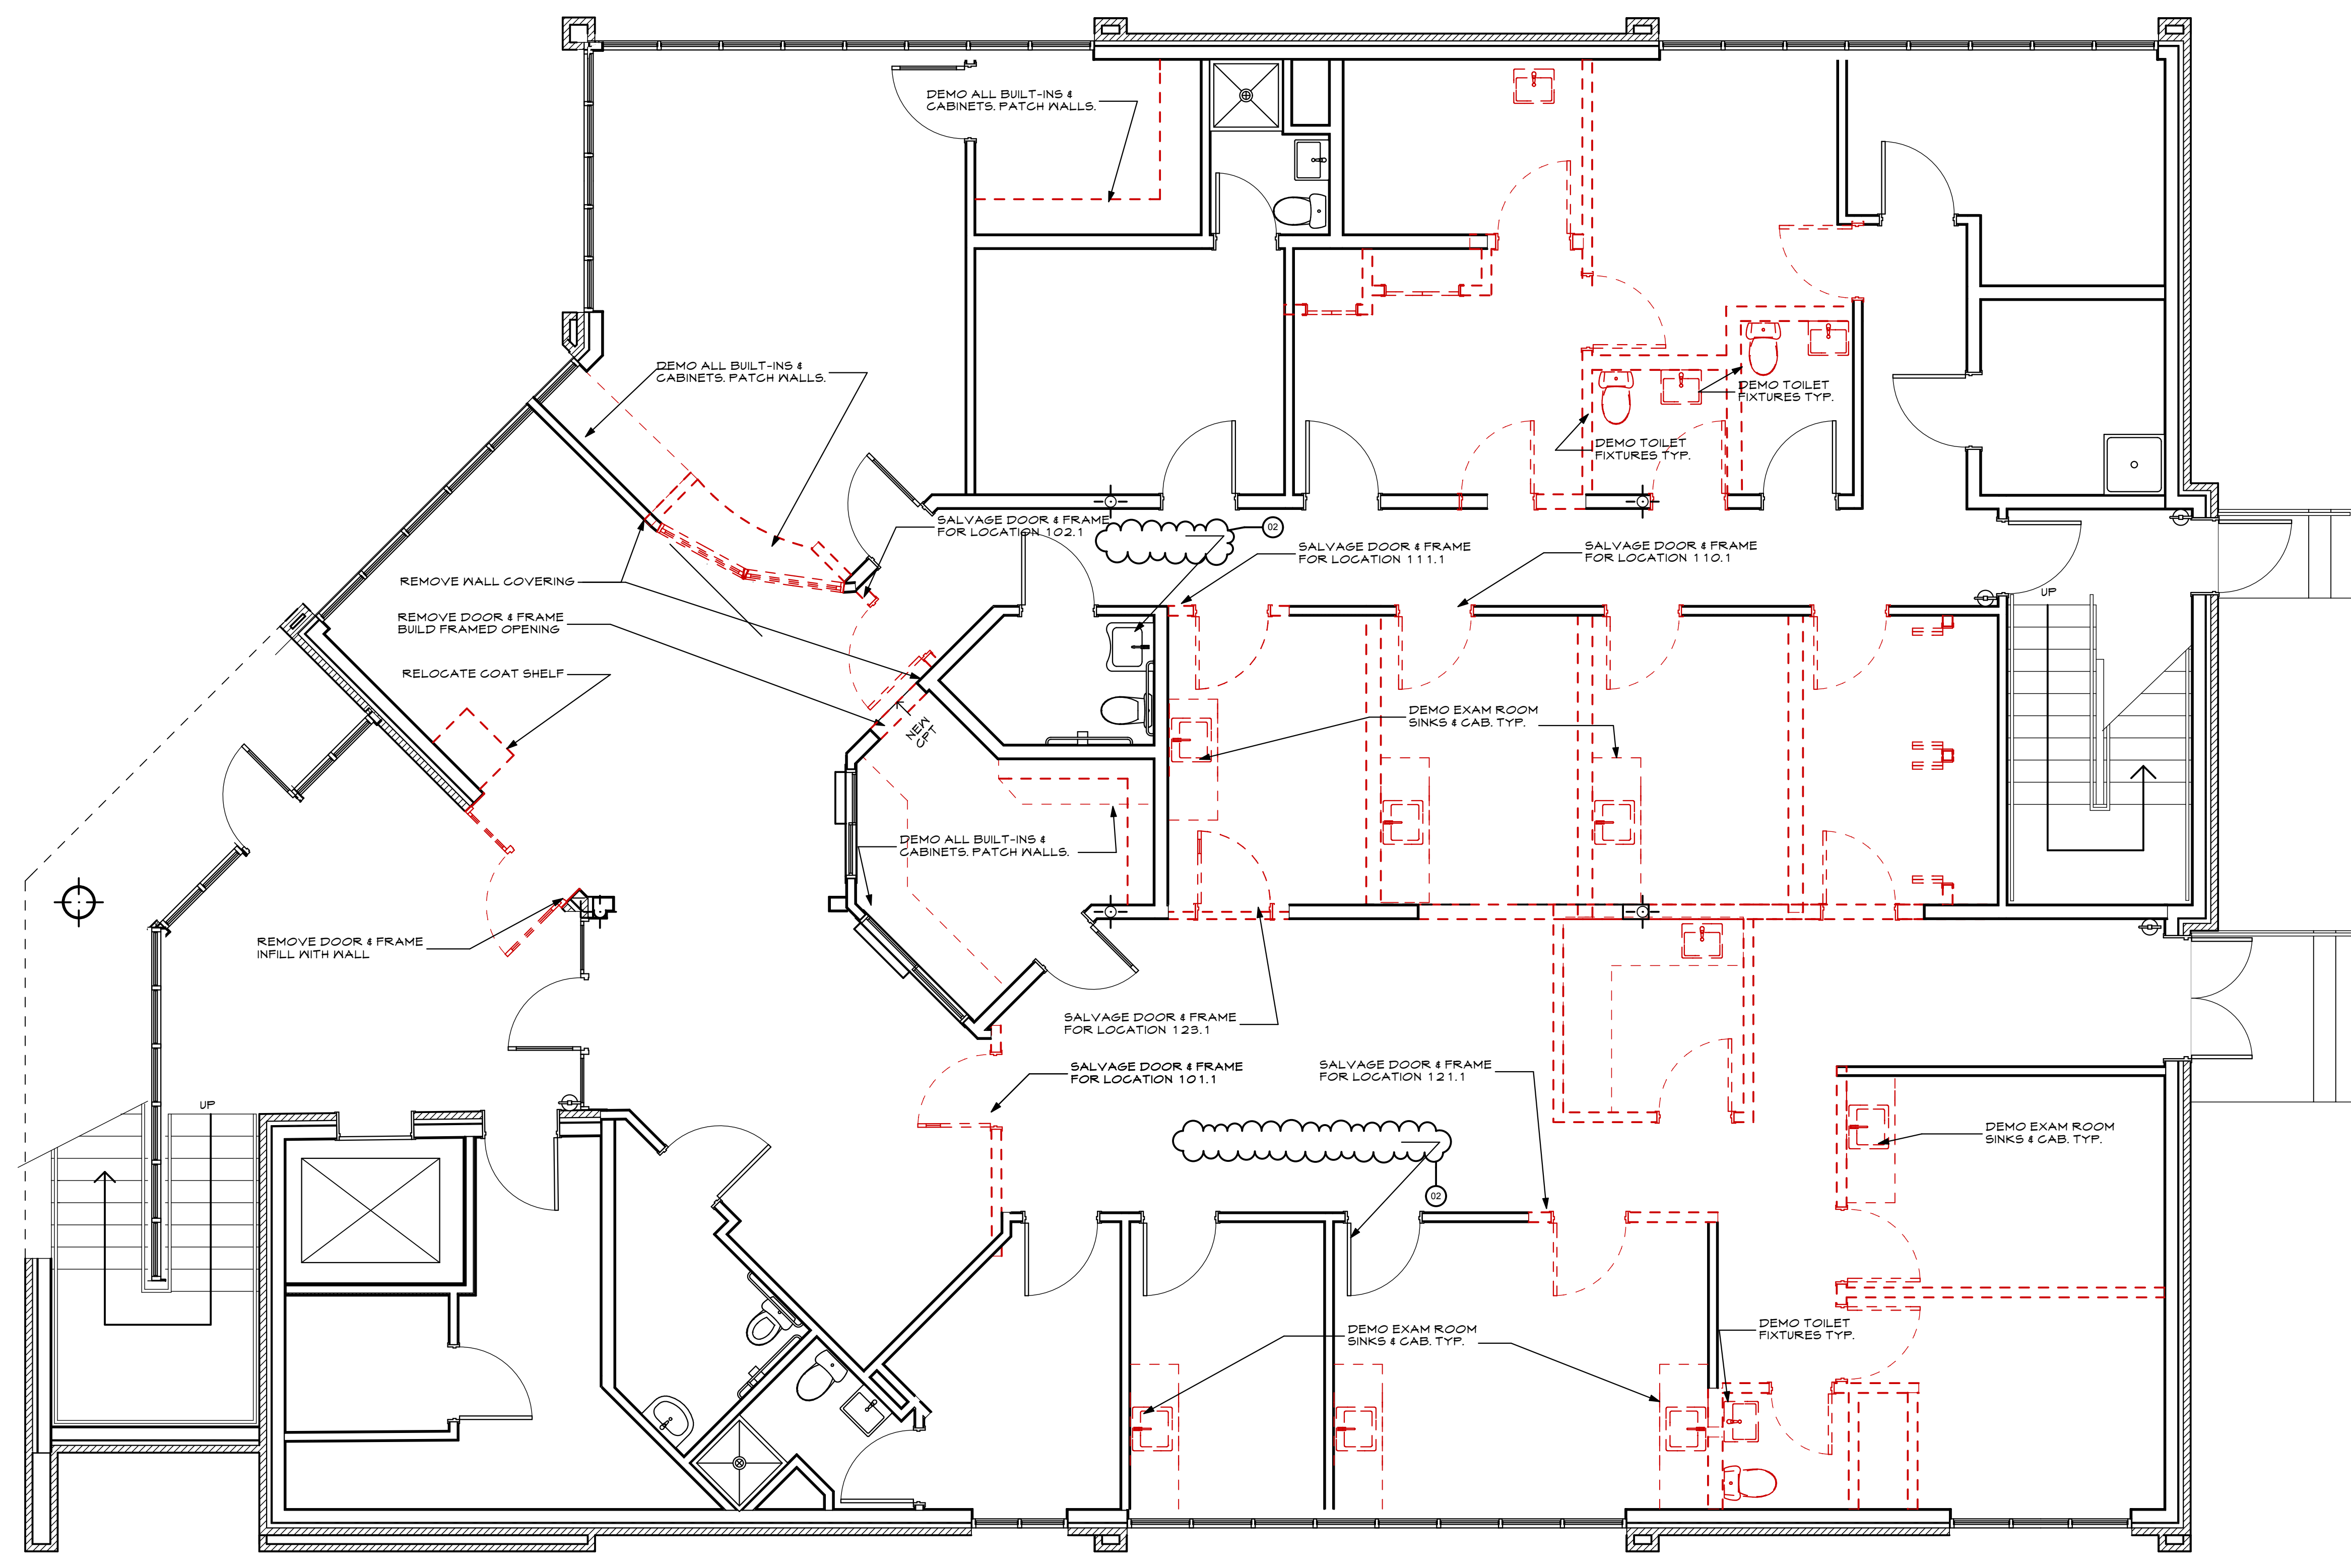 DEMO ALL BUILT-INS &
CABINETS. PATCH WALLS.
DEMO ALL BUILT-INS &
CABINETS. PATCH WALLS.
DEMO TOILET
FIXTURES TYP.
DEMO TOILET
FIXTURES TYP.
SALVAGE DOOR & FRAME
FOR LOCATION 102.1
02
SALVAGE DOOR & FRAME
FOR LOCATION 111.1
SALVAGE DOOR & FRAME
FOR LOCATION 110.1
REMOVE WALL COVERING
REMOVE DOOR & FRAME
BUILD FRAMED OPENING
UP
RELOCATE COAT SHELF
NEW
CPT
DEMO EXAM ROOM
SINKS & CAB. TYP.
DEMO ALL BUILT-INS &
CABINETS. PATCH WALLS.
REMOVE DOOR & FRAME
INFILL WITH WALL
SALVAGE DOOR & FRAME
FOR LOCATION 123.1
SALVAGE DOOR & FRAME
FOR LOCATION 101.1
SALVAGE DOOR & FRAME
FOR LOCATION 121.1
UP
DEMO EXAM ROOM
SINKS & CAB. TYP.
02
DEMO EXAM ROOM
SINKS & CAB. TYP.
DEMO TOILET
FIXTURES TYP.